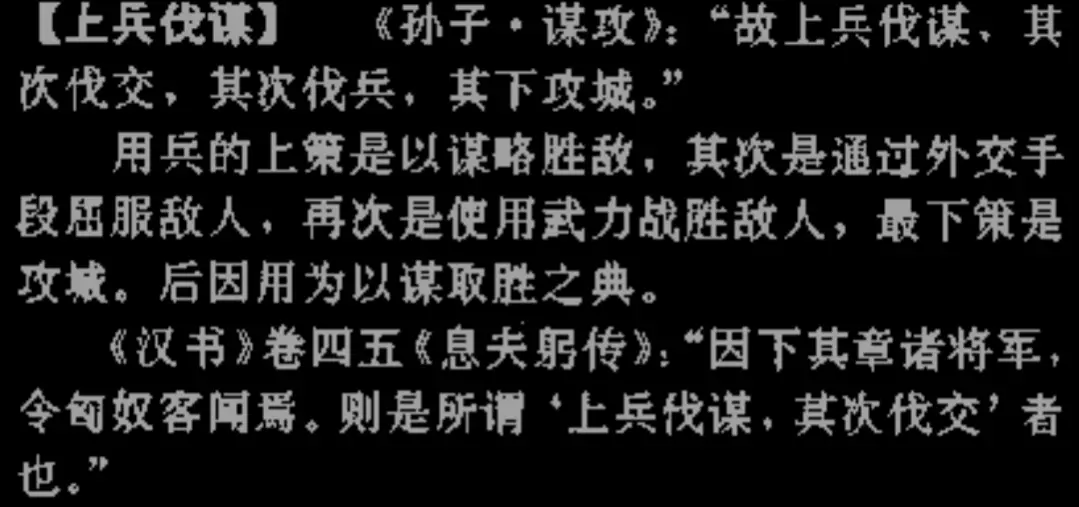 【上兵伐谋】 《孙子·谋攻》：“故上兵伐谋、其
次伐交，其次伐兵，其下攻城。”
用兵的上策是以谋略胜敌，其次是通过外交手
段屈服敌人，再次是使用武力战胜敌人，最下策是
攻城。后因用为以谋取胜之典。
《汉书》卷四五《息夫躬传》：“因下其章诸将军，
令匈奴客闻焉。则是所谓‘上兵伐谋，其次伐交’者
也。”